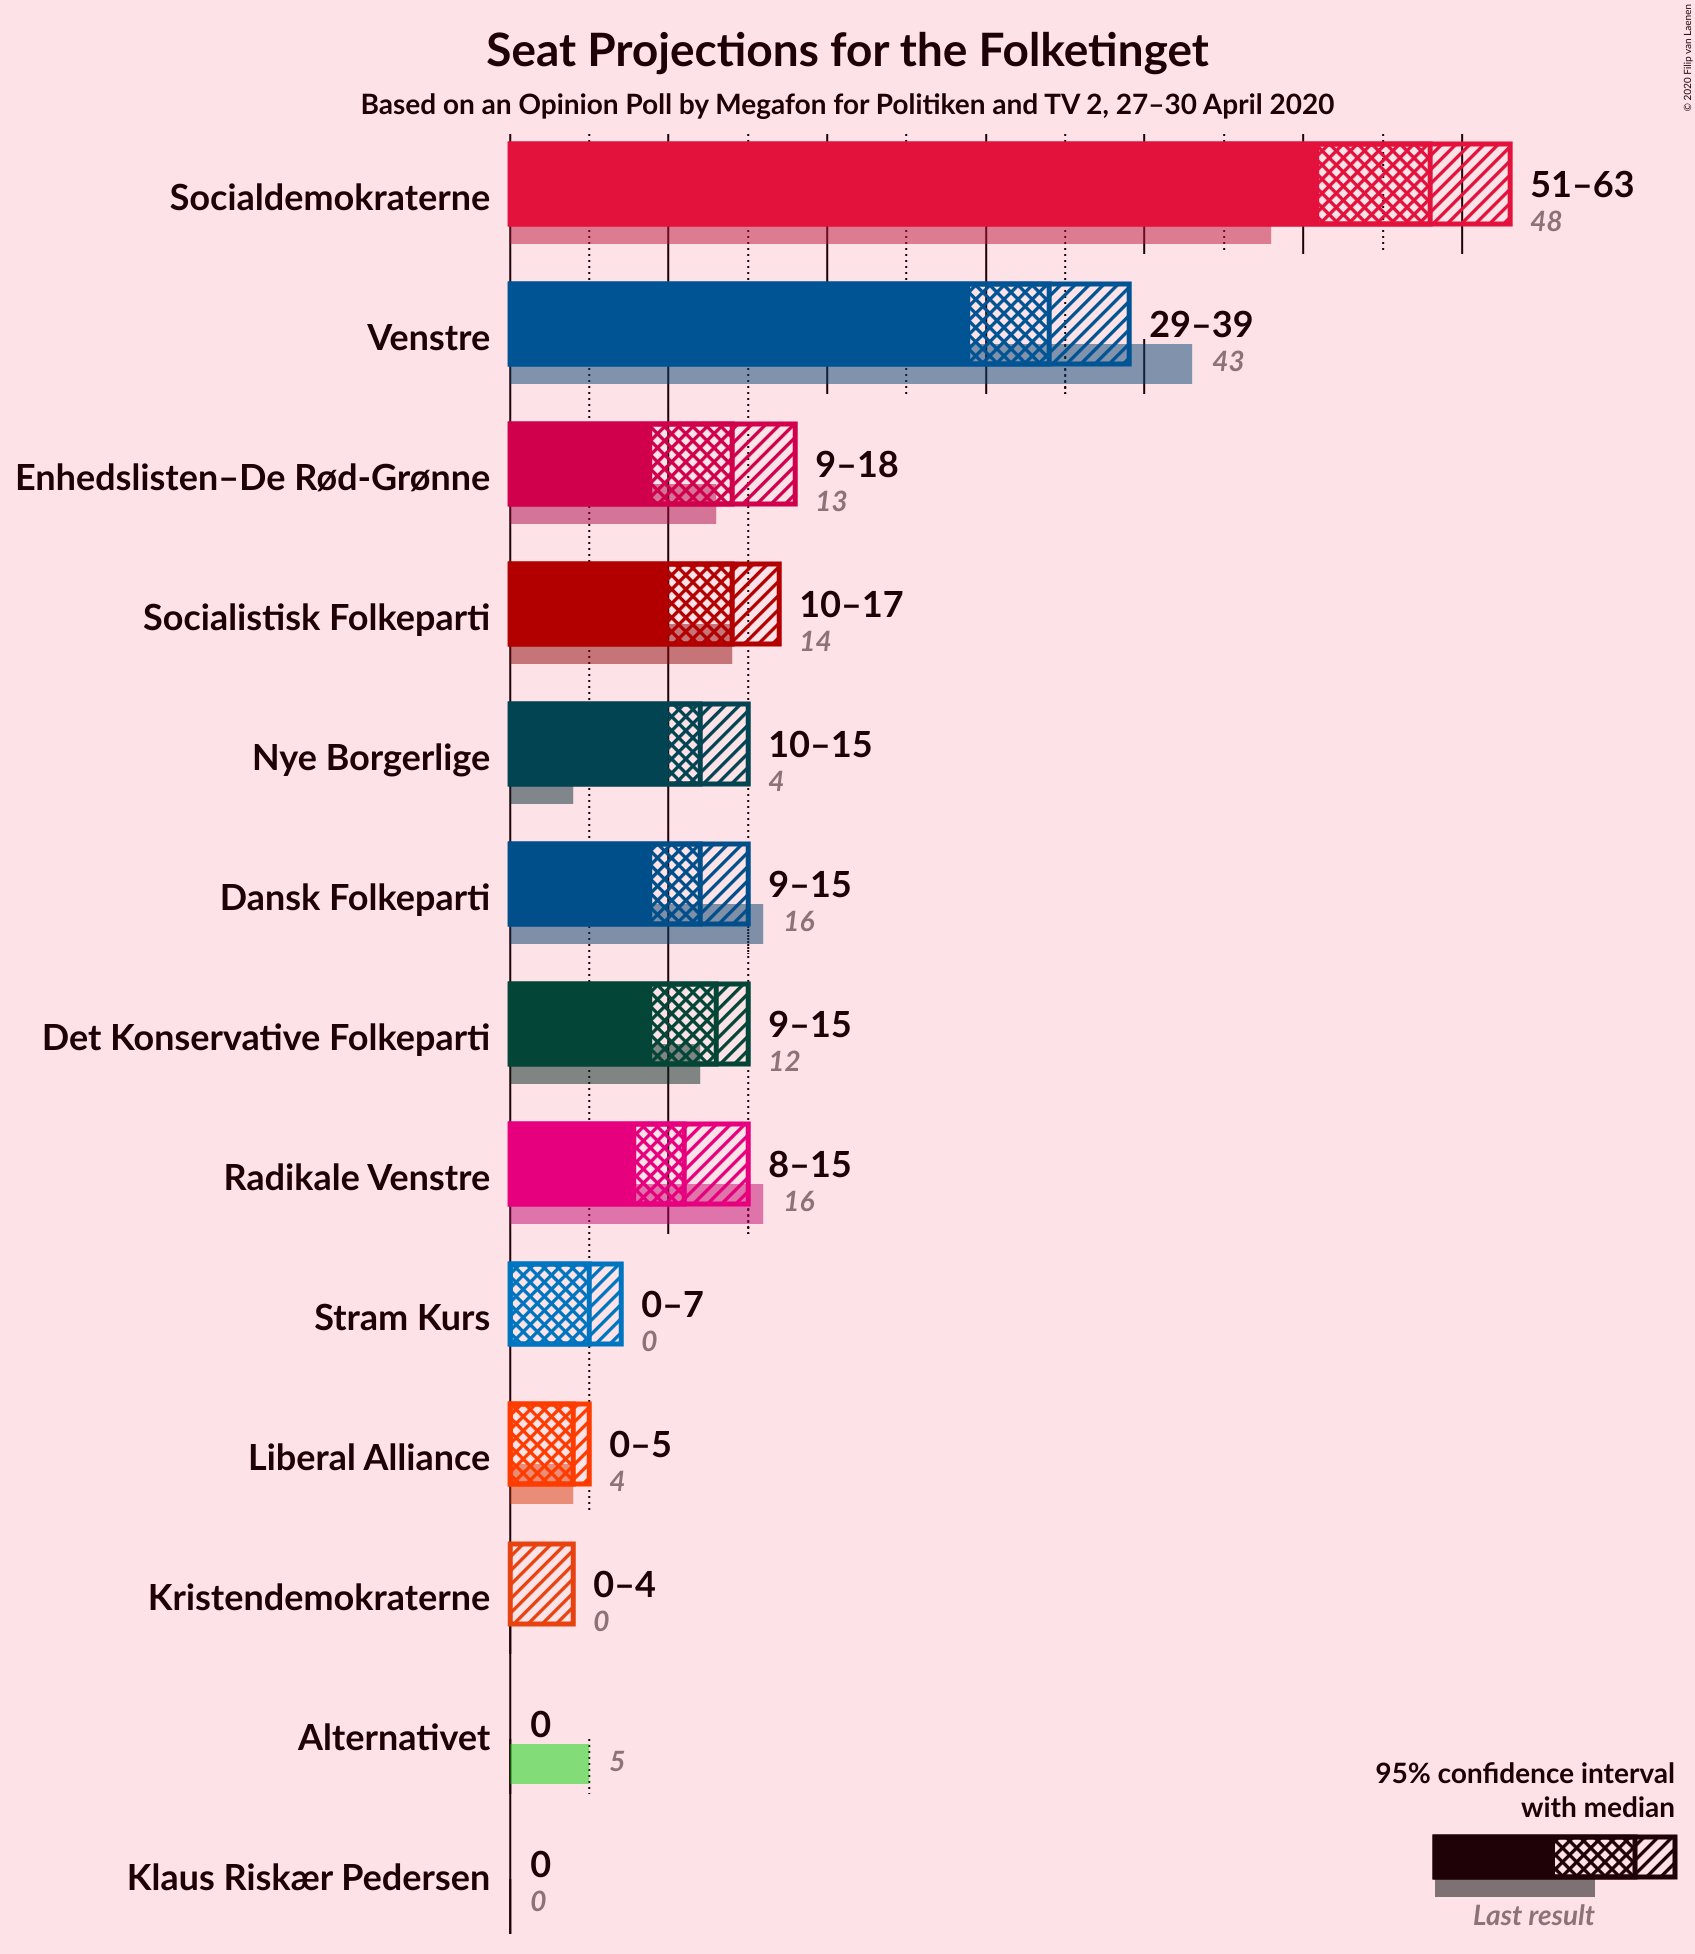 Seat Projections for the Folketinget
Based on an Opinion Poll by Megafon for Politiken and TV 2, 27–30 April 2020
© 2020 Filip van Laenen
Socialdemokraterne
51–63
48
Venstre
29–39
43
Enhedslisten–De Rød-Grønne
9–18
13
Socialistisk Folkeparti
10–17
14
Nye Borgerlige
10–15
4
Dansk Folkeparti
9–15
16
Det Konservative Folkeparti
9–15
12
Radikale Venstre
8–15
16
Stram Kurs
0–7
0
Liberal Alliance
0–5
4
Kristendemokraterne
0–4
0
Alternativet
0
5
Klaus Riskær Pedersen
0
0
95% confidence interval
with median
Last result